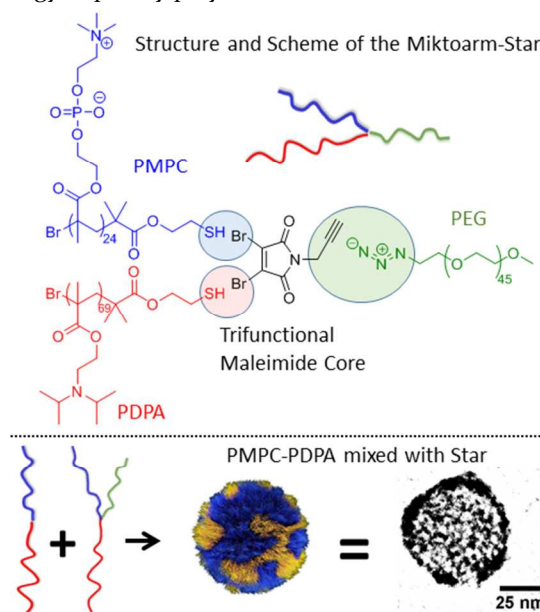 Structure and Scheme of the Miktoarm-Star
N
⊕
O
O=P-O⊖
O
PMPC
O
O
Br
24
O
O
SH
Br
O
N
O
Br
PEG
⊖N=N⊕=N
O
45
O
Br
69
O
O
SH
O
O
N
PDPA
Trifunctional
Maleimide Core
PMPC-PDPA mixed with Star
+
→
=
25 nm